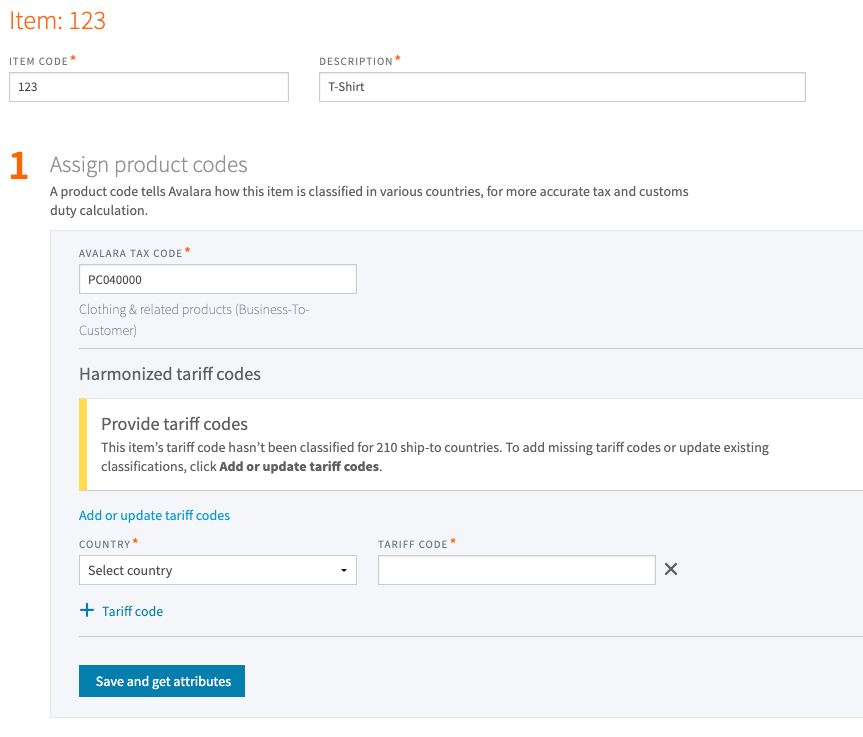 Item: 123
ITEM CODE*
DESCRIPTION*
123
T-Shirt
1
Assign product codes
A product code tells Avalara how this item is classified in various countries, for more accurate tax and customs
duty calculation.
AVALARA TAX CODE*
PC040000
Clothing & related products (Business-To-
Customer)
Harmonized tariff codes
Provide tariff codes
This item's tariff code hasn't been classified for 210 ship-to countries. To add missing tariff codes or update existing
classifications, click Add or update tariff codes.
Add or update tariff codes
COUNTRY*
TARIFF CODE*
Select country
Tariff code
Save and get attributes